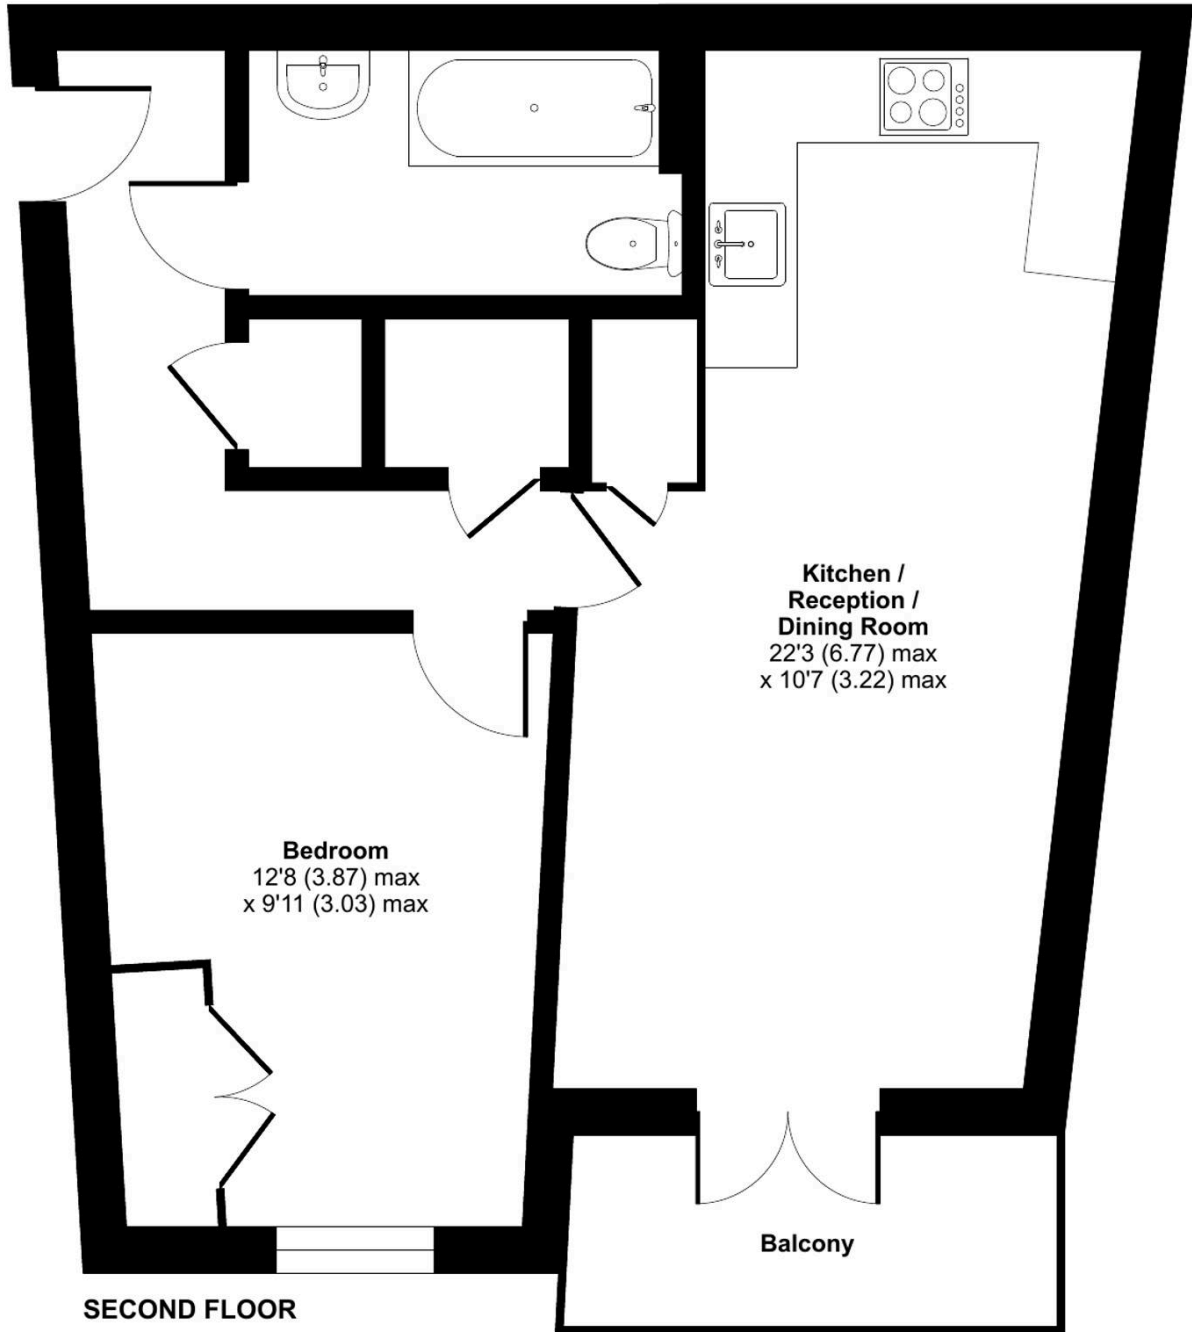 Kitchen /
Reception /
Dining Room
22'3 (6.77) max
x 10'7 (3.22) max
Bedroom
12'8 (3.87) max
x 9'11 (3.03) max
Balcony
SECOND FLOOR